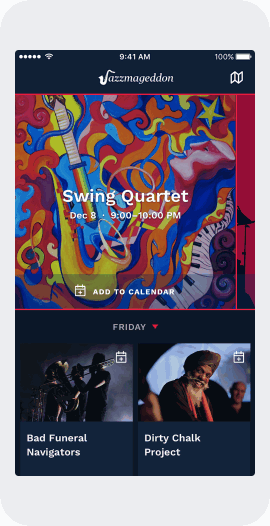 9:41 AM
100%
Jazzmageddon
Swing Quartet
Dec 8 · 9:00–10:00 PM
ADD TO CALENDAR
FRIDAY
Bad Funeral
Navigators
Dirty Chalk
Project